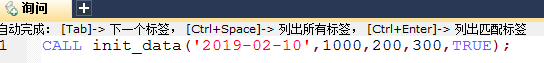 询问
自动完成： [Tab]-> 下一个标签， [Ctrl+Space]-> 列出所有标签， [Ctrl+Enter]-> 列出匹配标签
1 CALL init_data('2019-02-10',1000,200,300,TRUE);